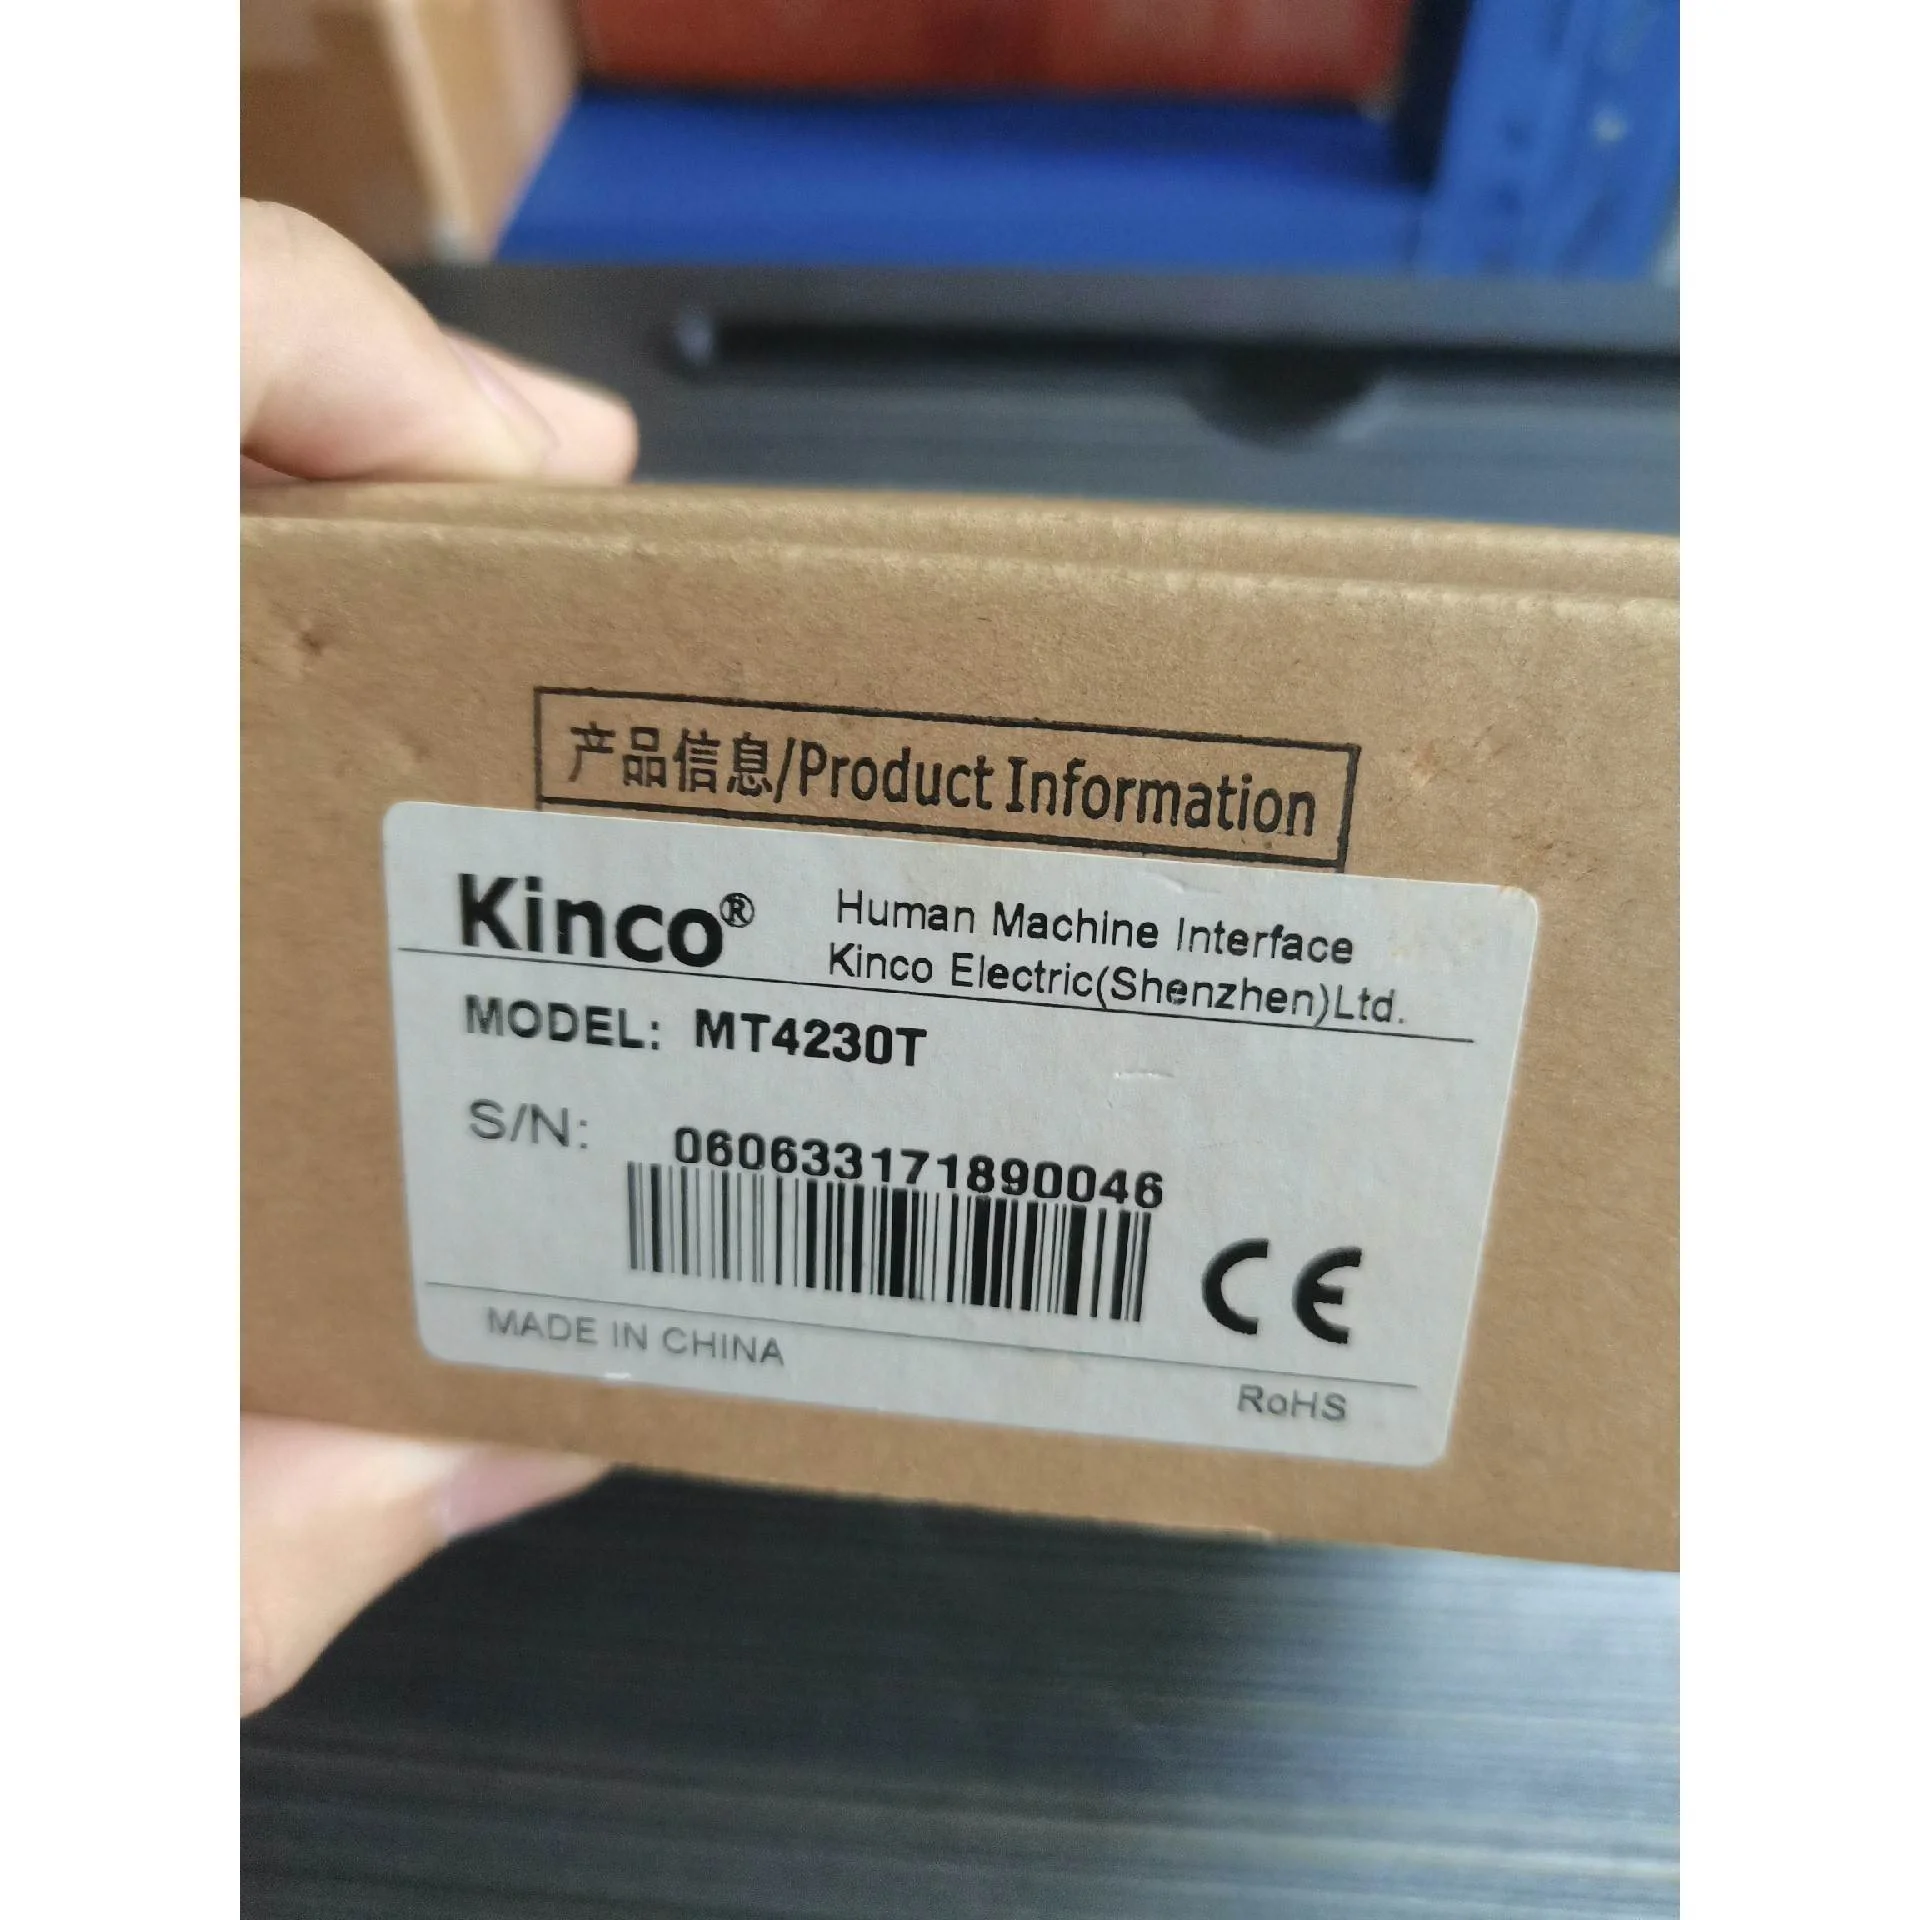 产品信息/Product Information
Kinco®
Human Machine Interface
Kinco Electric(Shenzhen)Ltd.
MODEL: MT4230T
S/N: 060633171890046
CE
MADE IN CHINA
RoHS